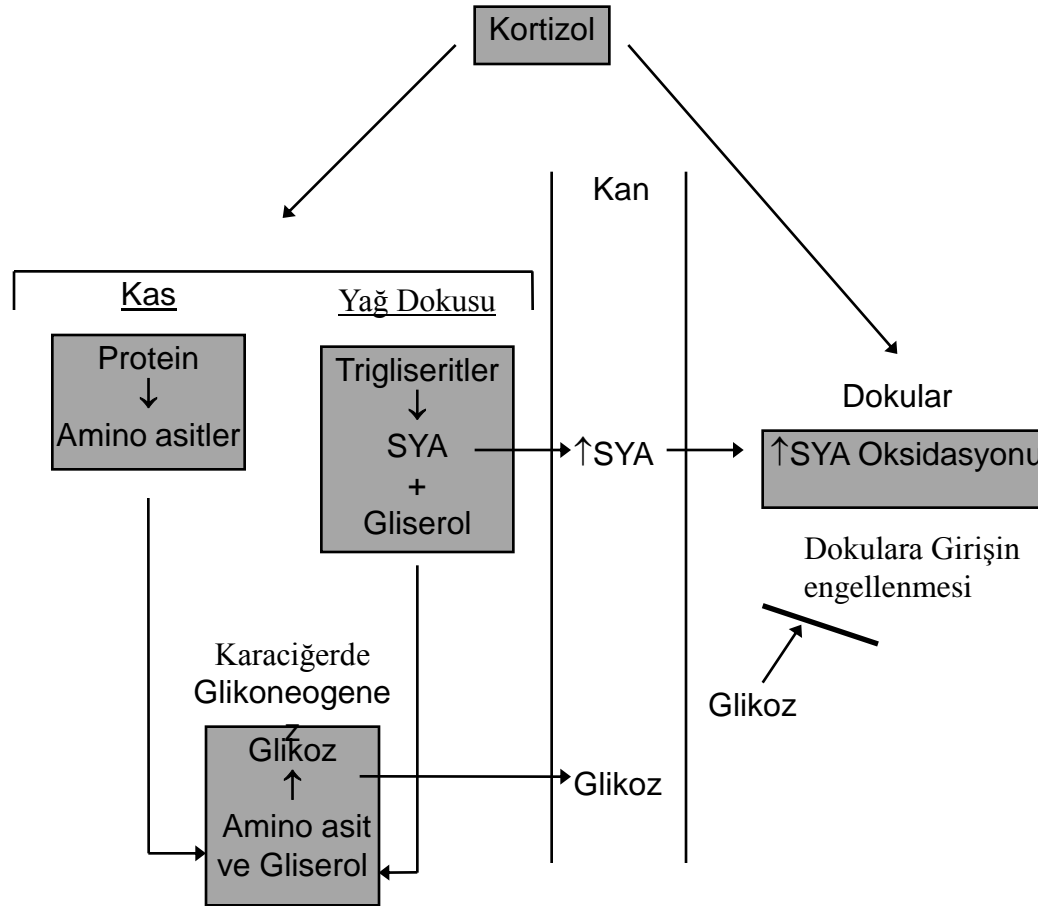 Kortizol
Kan
Kas
Yağ Dokusu
Protein
↓
Amino asitler
Trigliseritler
↓
SYA
+
Gliserol
↑SYA
Dokular
↑SYA Oksidasyonu
Dokulara Girişin
engellenmesi
Glikoz
Karaciğerde
Glikoneogene
z
Glikoz
↑
Amino asit
ve Gliserol
Glikoz